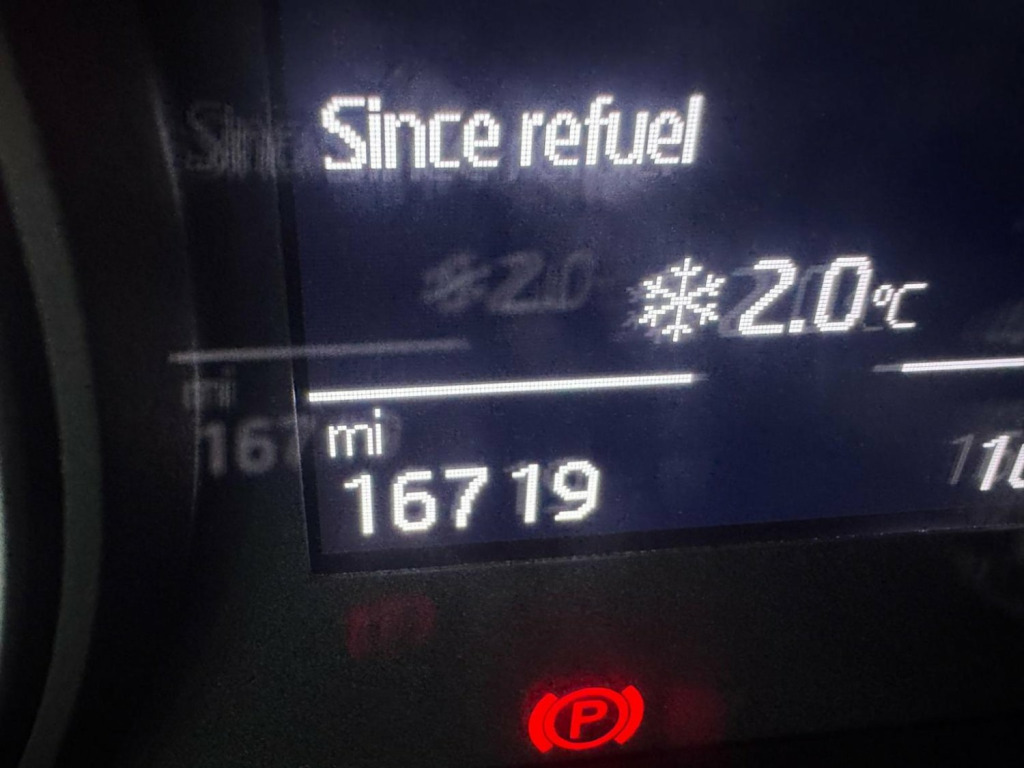 Since refuel
2.0°C
mi
16719
P